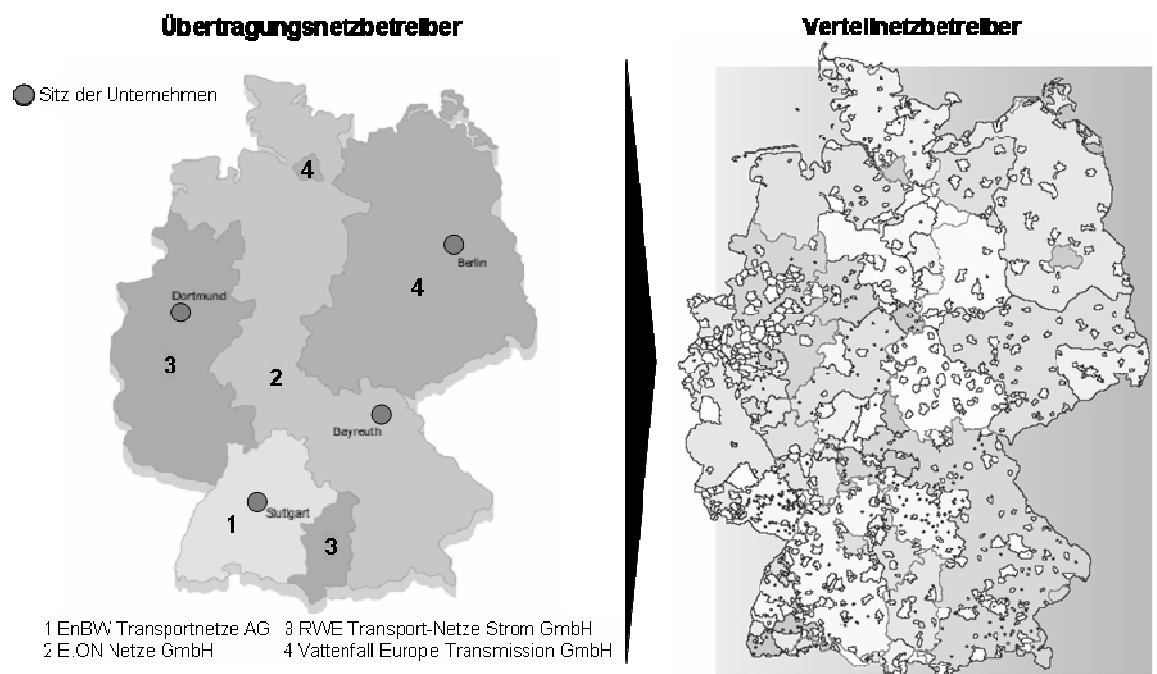 Übertragungsnetzbetreiber
Verteilnetzbetreiber
Sitz der Unternehmen
4
Berlin
4
Dortmund
3
2
Bayreuth
Stuttgart
1
3
1 EnBW Transportnetze AG
3 RWE Transport-Netze Strom GmbH
2 E.ON Netze GmbH
4 Vattenfall Europe Transmission GmbH